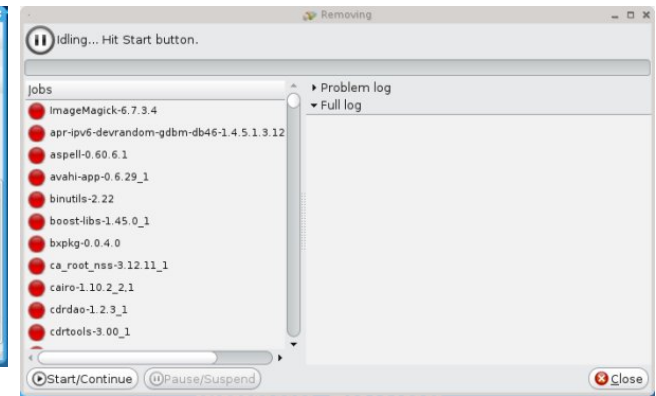 Removing
Idling... Hit Start button.
Jobs
ImageMagick-6.7.3.4
apr-ipv6-devrandom-gdbm-db46-1.4.5.1.3.12
aspell-0.60.6.1
avahi-app-0.6.29_1
binutils-2.22
boost-libs-1.45.0_1
bxpkg-0.0.4.0
ca_root_nss-3.12.11_1
cairo-1.10.2_2,1
cdrdao-1.2.3_1
cdrtools-3.00_1
Problem log
Full log
Start/Continue
Pause/Suspend
Close